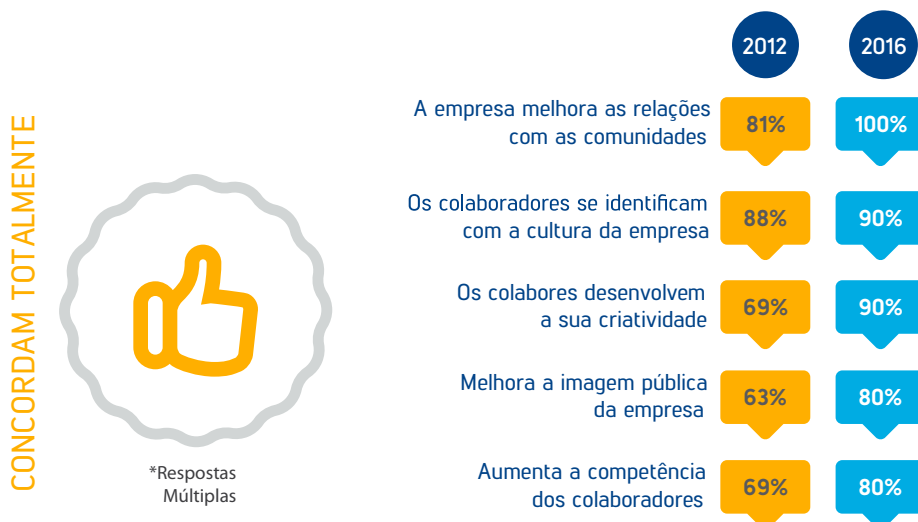 CONCORDAM TOTALMENTE
*Respostas
Múltiplas
2012 2016
A empresa melhora as relações
com as comunidades
81% 100%
Os colaboradores se identificam
com a cultura da empresa
88% 90%
Os colabores desenvolvem
a sua criatividade
69% 90%
Melhora a imagem pública
da empresa
63% 80%
Aumenta a competência
dos colaboradores
69% 80%